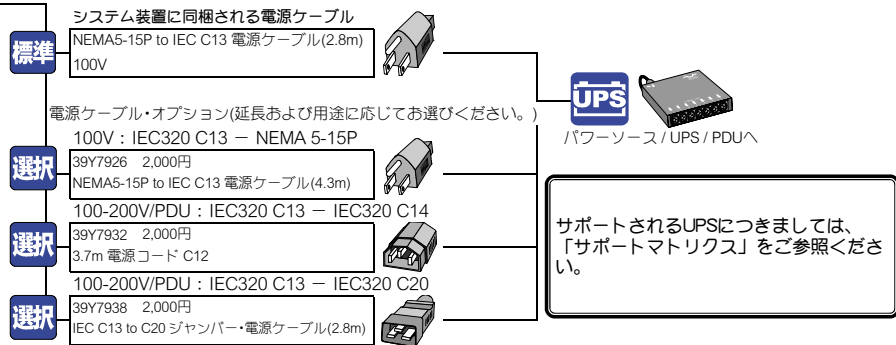 システム装置に同梱される電源ケーブル
標準
NEMA5-15P to IEC C13 電源ケーブル(2.8m)
100V
電源ケーブル・オプション(延長および用途に応じてお選びください。)
100V：IEC320 C13 － NEMA 5-15P
選択
39Y7926 2,000円
NEMA5-15P to IEC C13 電源ケーブル(4.3m)
100-200V/PDU：IEC320 C13 － IEC320 C14
選択
39Y7932 2,000円
3.7m 電源コード C12
100-200V/PDU：IEC320 C13 － IEC320 C20
選択
39Y7938 2,000円
IEC C13 to C20 ジャンパー・電源ケーブル(2.8m)
UPS
パワーソース / UPS / PDUへ
サポートされるUPSにつきましては、
「サポートマトリクス」をご参照くださ
い。